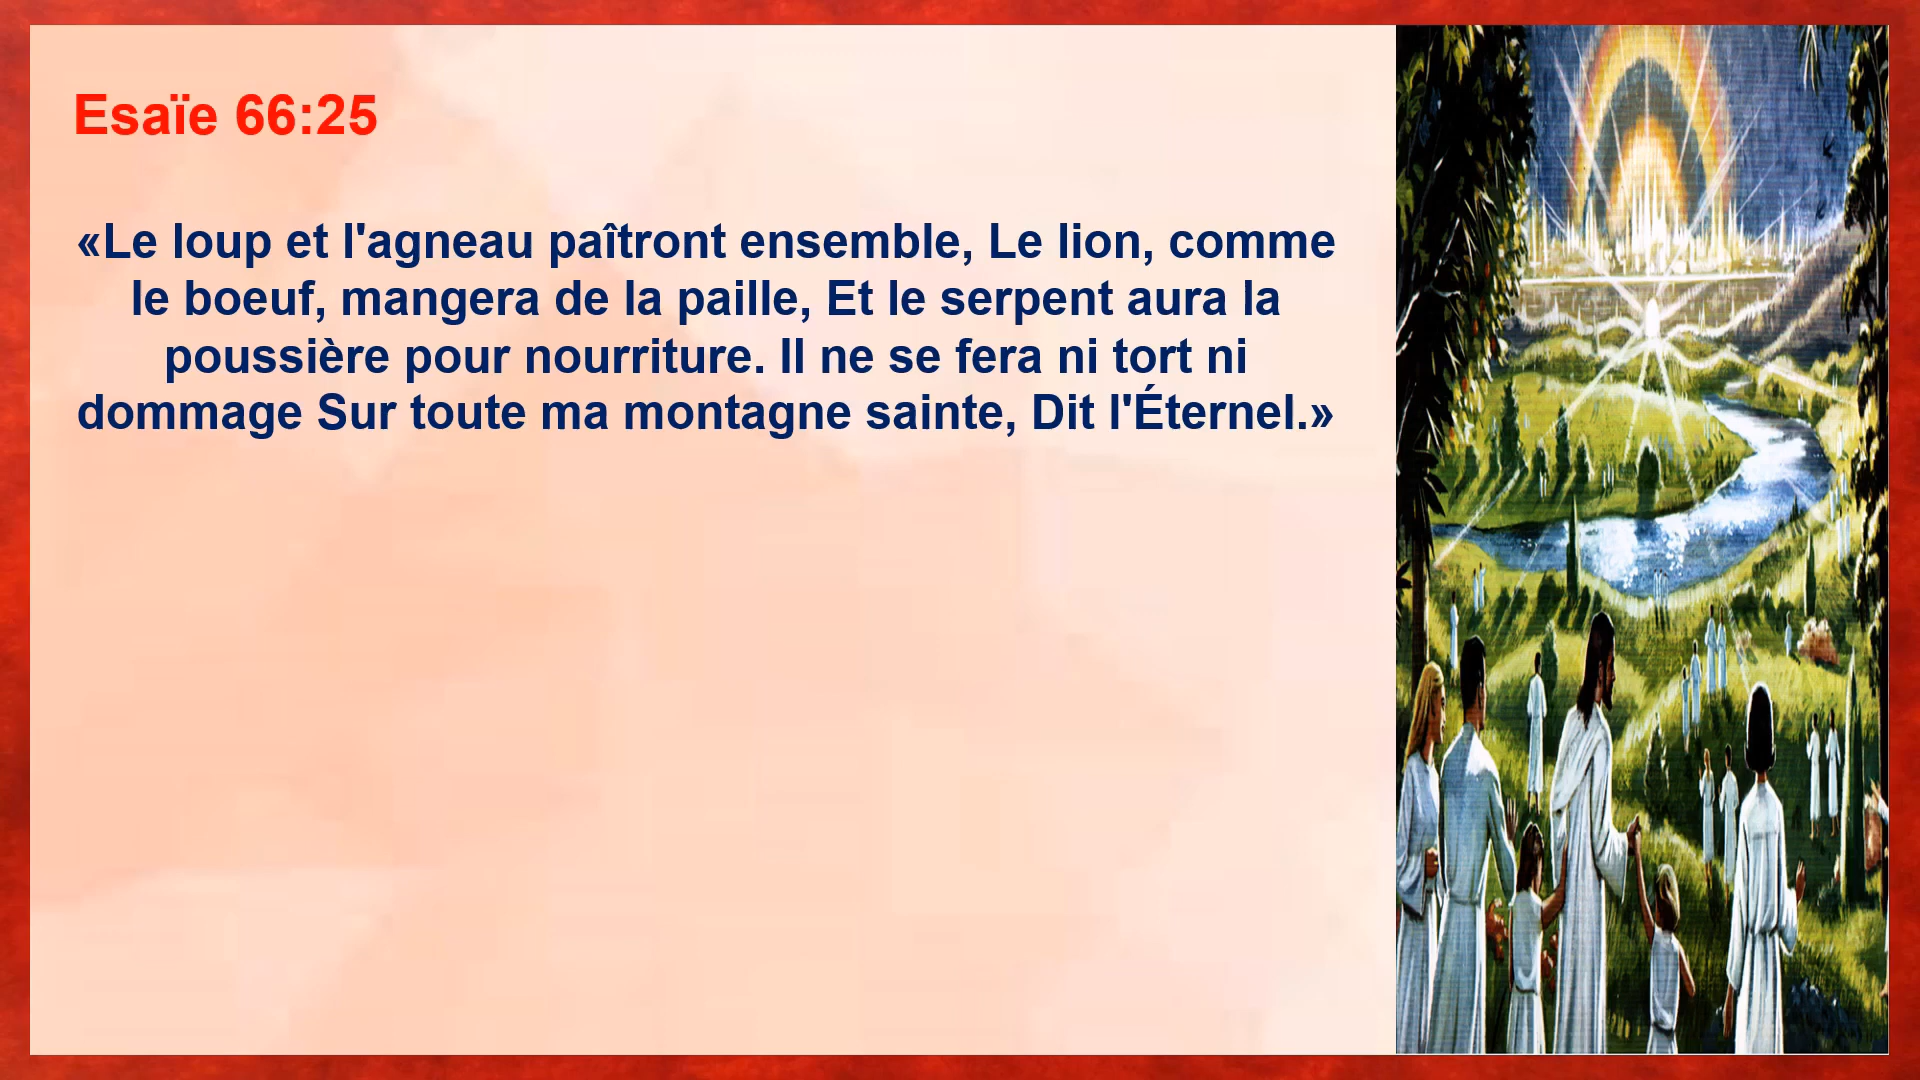 Esaïe 66:25
«Le loup et l'agneau paîtront ensemble, Le lion, comme
le boeuf, mangera de la paille, Et le serpent aura la
poussière pour nourriture. Il ne se fera ni tort ni
dommage Sur toute ma montagne sainte, Dit l'Éternel.»